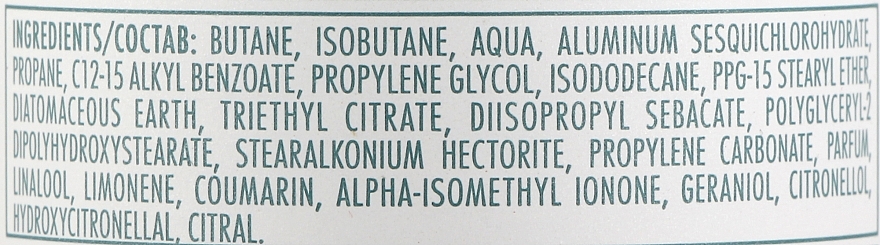 INGREDIENTS/СОСТАВ: BUTANE, ISOBUTANE, AQUA, ALUMINUM SESQUICHLOROHYDRATE,
PROPANE, C12-15 ALKYL BENZOATE, PROPYLENE GLYCOL, ISODODECANE, PPG-15 STEARYL ETHER,
DIATOMACEOUS EARTH, TRIETHYL CITRATE, DIISOPROPYL SEBACATE, POLYGLYCERYL-2
DIPOLYHYDROXYSTEARATE, STEARALKONIUM HECTORITE, PROPYLENE CARBONATE, PARFUM,
LINALOOL, LIMONENE, COUMARIN, ALPHA-ISOMETHYL IONONE, GERANIOL, CITRONELLOL,
HYDROXYCITRONELLAL, CITRAL.